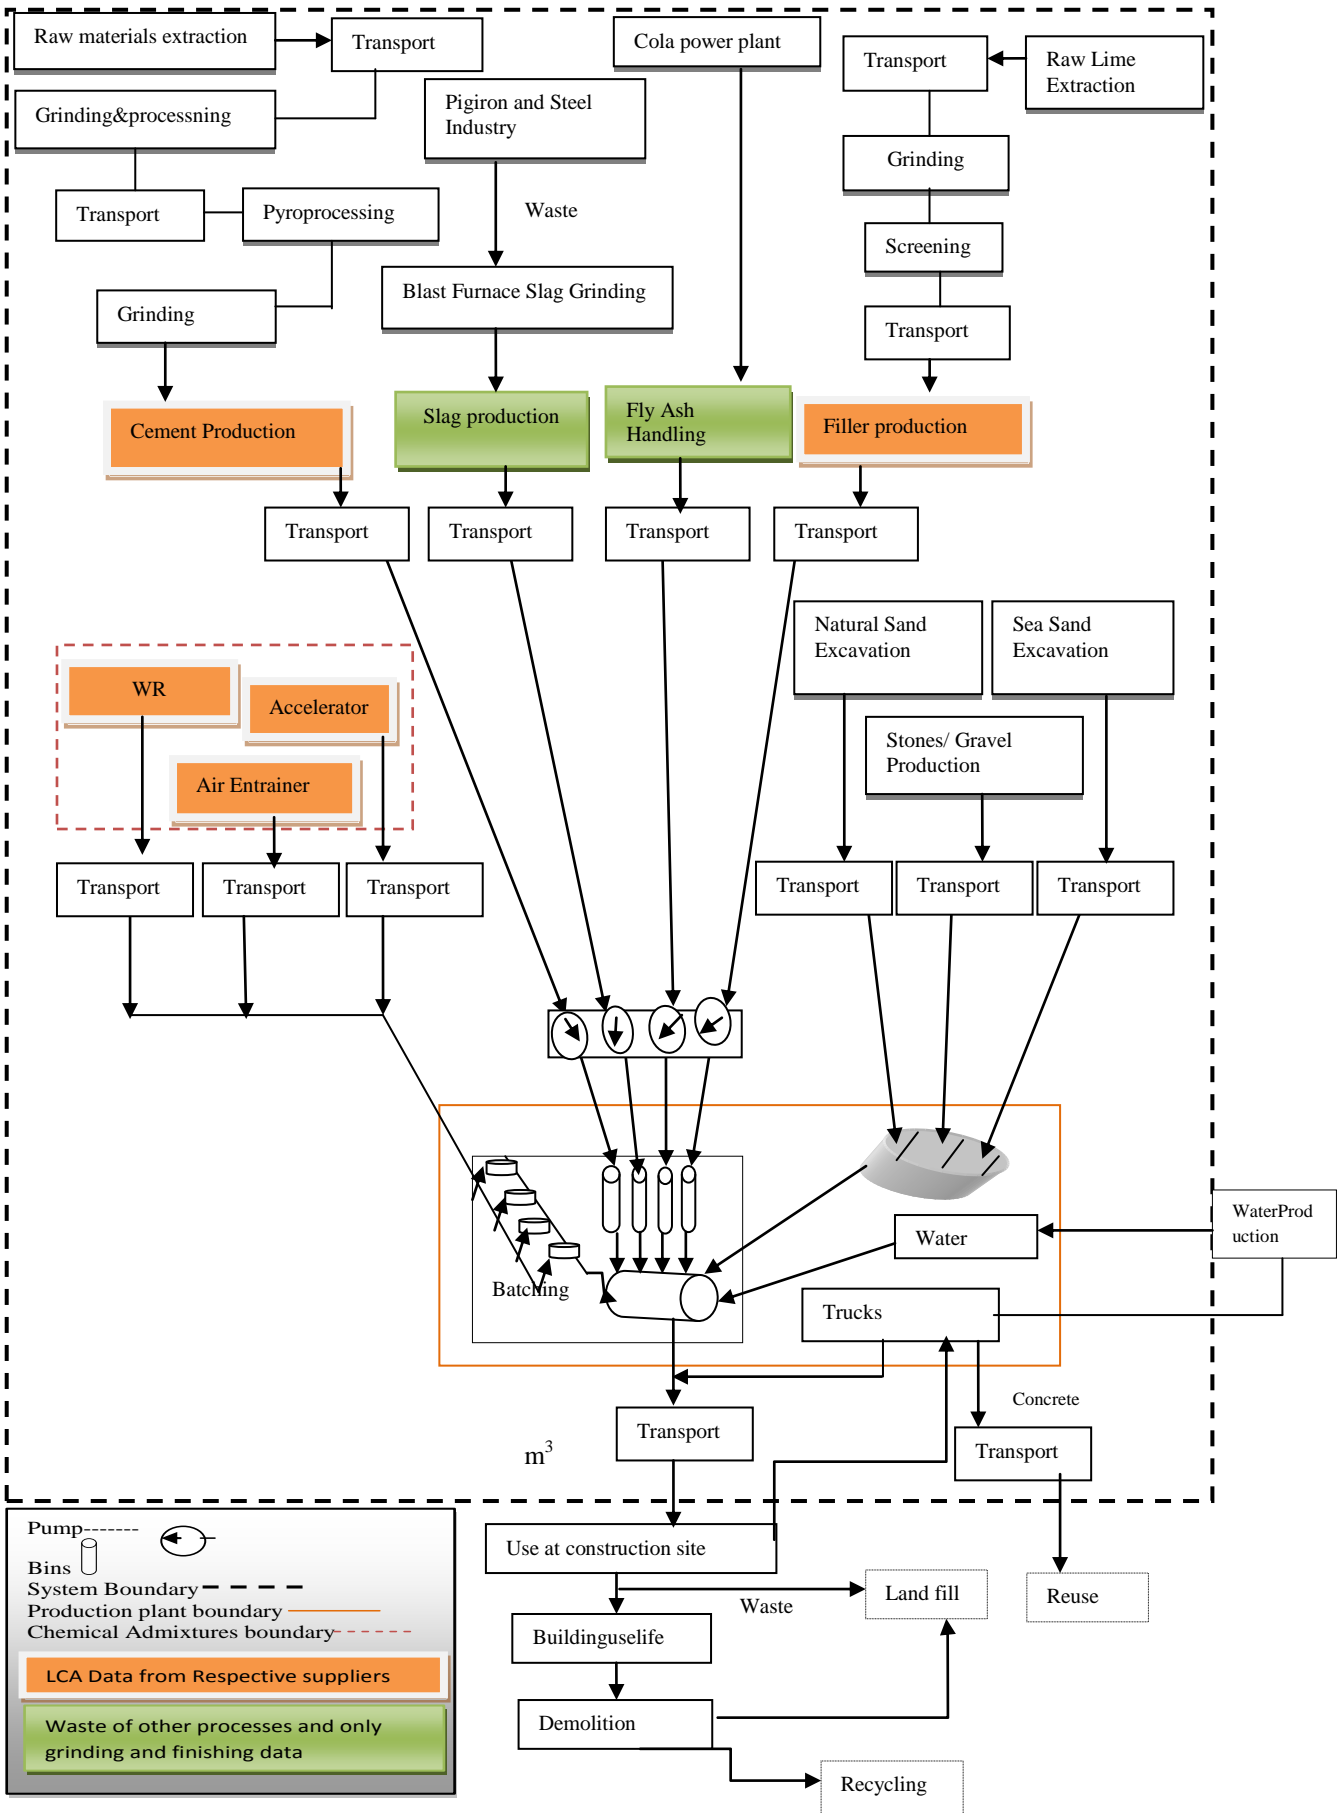 Raw materials extraction
Transport
Cola power plant
Transport
Raw Lime
Extraction
Grinding&processning
Pigiron and Steel
Industry
Grinding
Transport
Pyroprocessing
Waste
Screening
Blast Furnace Slag Grinding
Grinding
Transport
Cement Production
Slag production
Fly Ash
Handling
Filler production
Transport
Transport
Transport
Transport
Natural Sand
Excavation
Sea Sand
Excavation
WR
Accelerator
Air Entrainer
Stones/ Gravel
Production
Transport
Transport
Transport
Transport
Transport
Transport
WaterProd
uction
Water
Batching
Trucks
Concrete
Transport
m³
Transport
Use at construction site
Waste
Land fill
Reuse
Buildinguselife
Demolition
Recycling
Pump-------
Bins
System Boundary
Production plant boundary
Chemical Admixtures boundary
LCA Data from Respective suppliers
Waste of other processes and only
grinding and finishing data